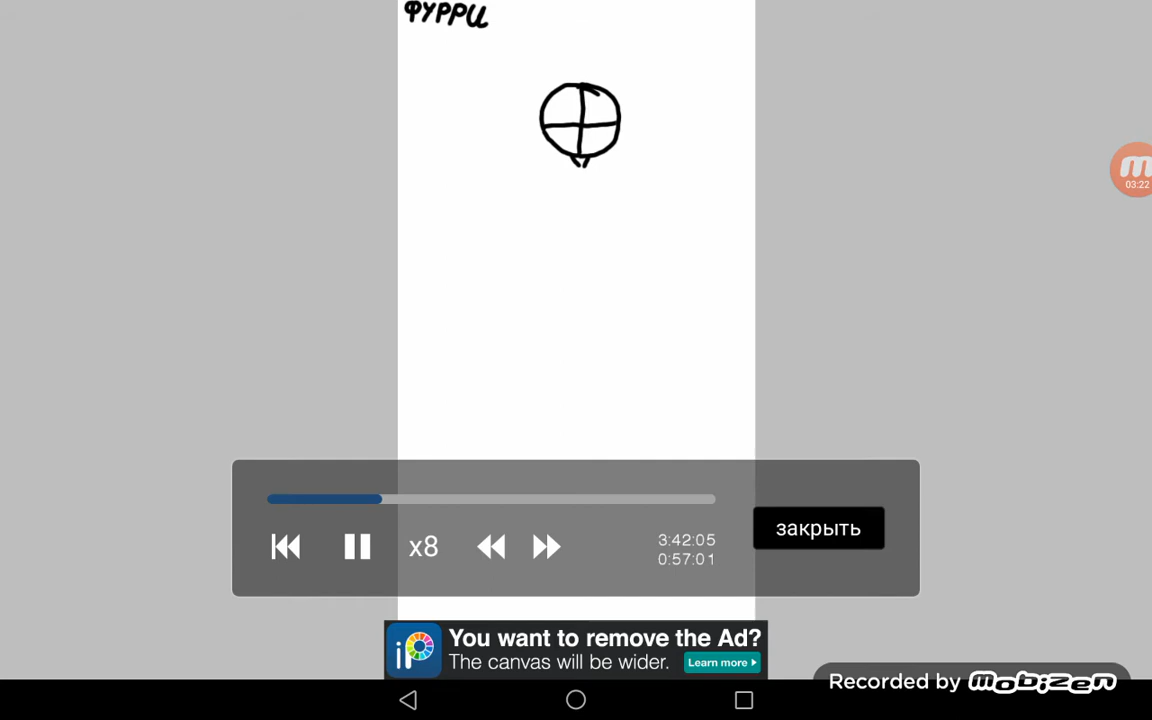 ФУРРИ
03:22
x8
3:42:05
0:57:01
закрыть
iP
You want to remove the Ad?
The canvas will be wider.
Learn more
Recorded by mobizen